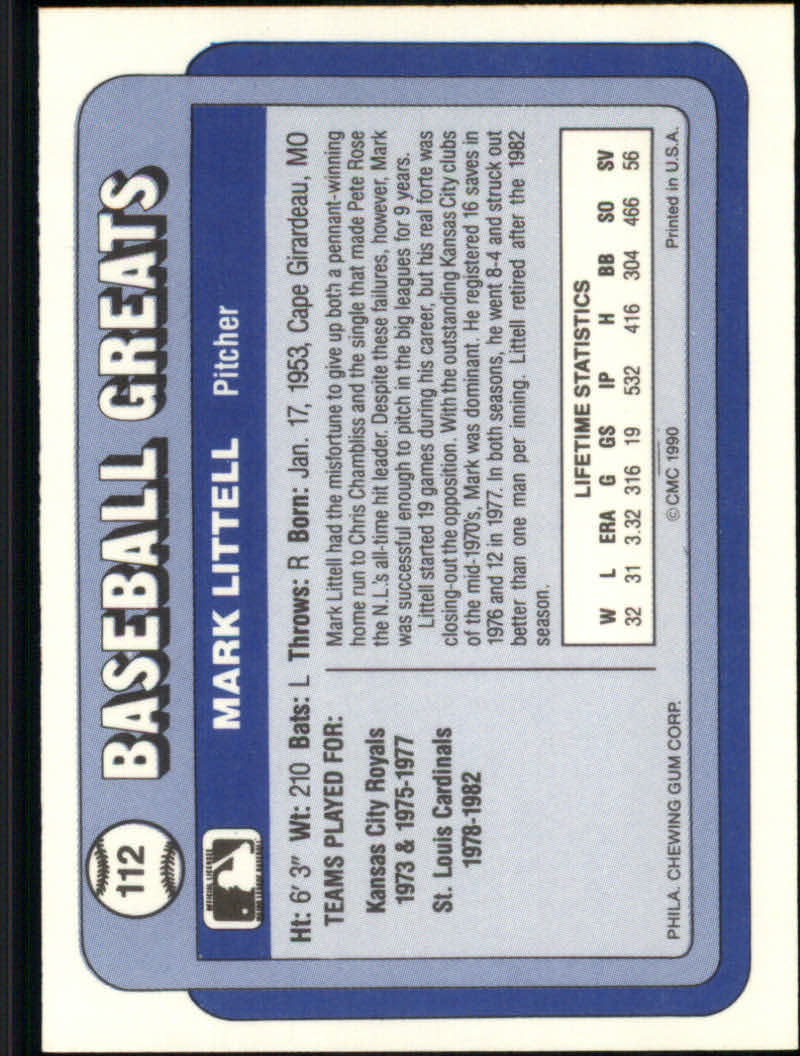 112
BASEBALL GREATS
MARK LITTELL Pitcher
Ht: 6' 3" Wt: 210 Bats: L Throws: R Born: Jan. 17, 1953, Cape Girardeau, MO
TEAMS PLAYED FOR:
Kansas City Royals
1973 & 1975-1977
St. Louis Cardinals
1978-1982
Mark Littell had the misfortune to give up both a pennant-winning
home run to Chris Chambliss and the single that made Pete Rose
the N.L.'s all-time hit leader. Despite these failures, however, Mark
was successful enough to pitch in the big leagues for 9 years.
Littell started 19 games during his career, but his real forte was
closing-out the opposition. With the outstanding Kansas City clubs
of the mid-1970's, Mark was dominant. He registered 16 saves in
1976 and 12 in 1977. In both seasons, he went 8-4 and struck out
better than one man per inning. Littell retired after the 1982
season.
LIFETIME STATISTICS
W L ERA G GS IP H BB SO SV
32 31 3.32 316 19 532 416 304 466 56
PHILA. CHEWING GUM CORP. © CMC 1990 Printed in U.S.A.